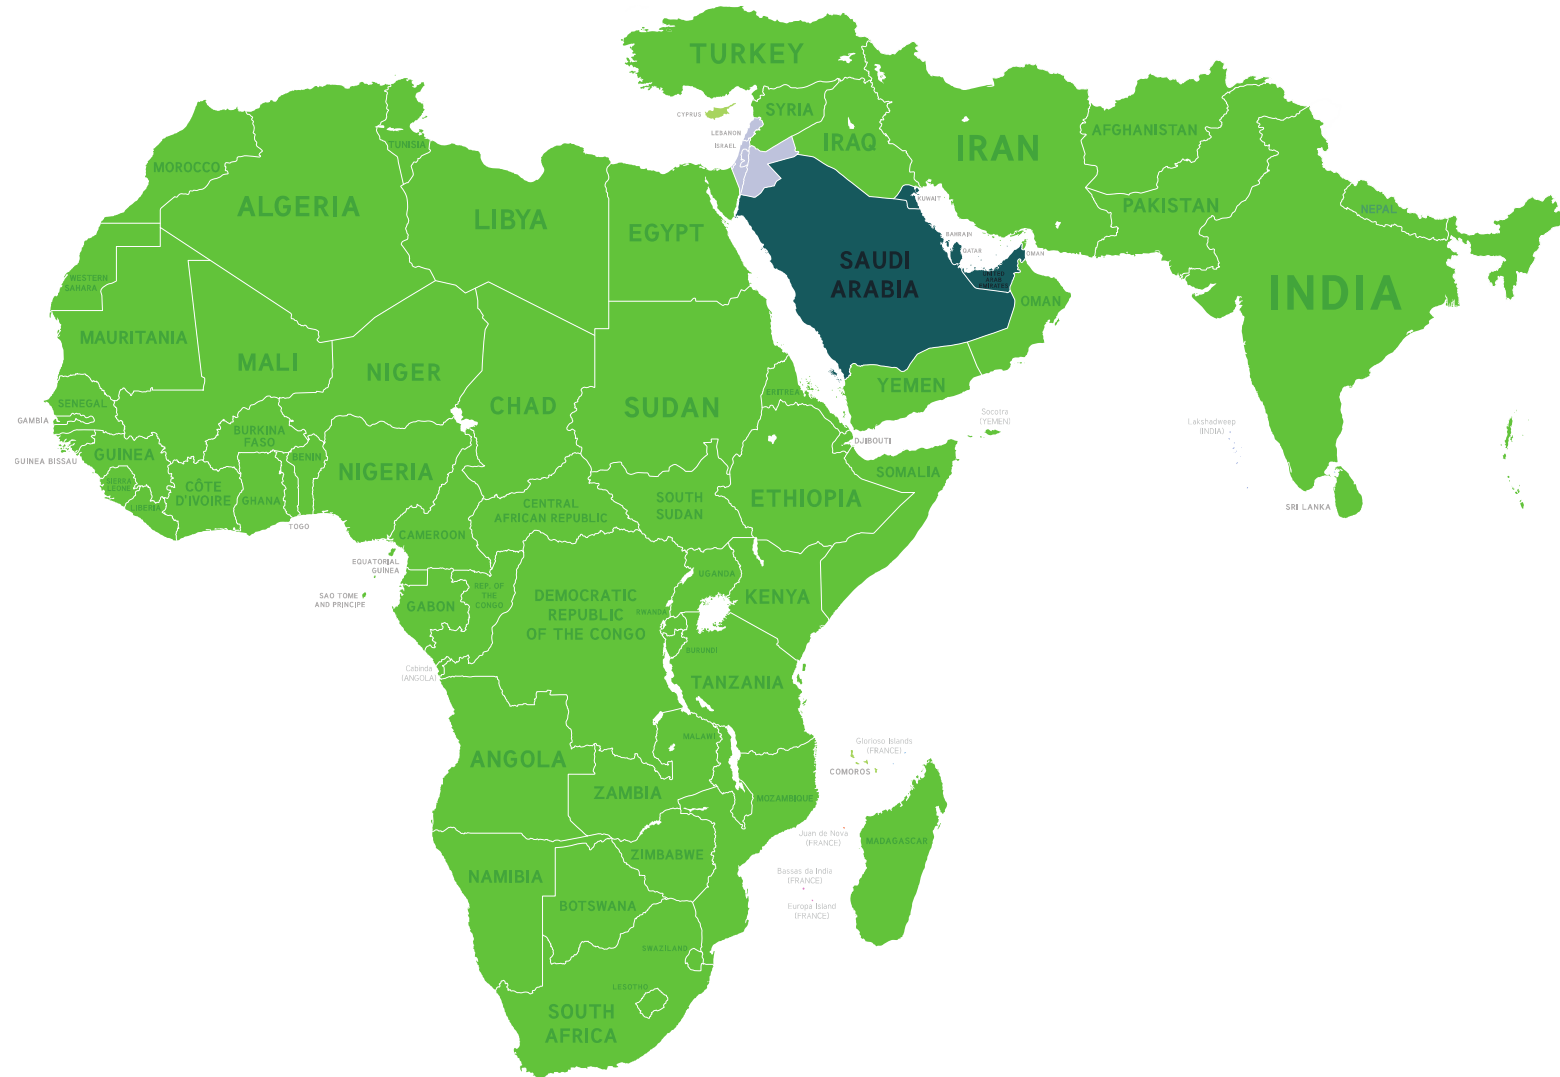 TURKEY
CYPRUS
SYRIA
LEBANON
ISRAEL
IRAQ
IRAN
AFGHANISTAN
TUNISIA
MOROCCO
ALGERIA
LIBYA
EGYPT
KUWAIT
PAKISTAN
NEPAL
BAHRAIN
QATAR
OMAN
SAUDI
ARABIA
UNITED
ARAB
EMIRATES
OMAN
INDIA
WESTERN
SAHARA
MAURITANIA
MALI
NIGER
CHAD
SUDAN
ERITREA
YEMEN
Socotra
(YEMEN)
Lakshadweep
(INDIA)
SENEGAL
GAMBIA
GUINEA BISSAU
GUINEA
SIERRA
LEONE
LIBERIA
CÔTE
D'IVOIRE
BURKINA
FASO
GHANA
BENIN
TOGO
NIGERIA
DJIBOUTI
SOMALIA
ETHIOPIA
SOUTH
SUDAN
CENTRAL
AFRICAN REPUBLIC
CAMEROON
SRI LANKA
EQUATORIAL
GUINEA
SAO TOME
AND PRINCIPE
GABON
REP. OF
THE
CONGO
DEMOCRATIC
REPUBLIC
OF THE CONGO
UGANDA
RWANDA
BURUNDI
KENYA
TANZANIA
Cabinda
(ANGOLA)
ANGOLA
ZAMBIA
MALAWI
MOZAMBIQUE
Glorioso Islands
(FRANCE)
COMOROS
Juan de Nova
(FRANCE)
MADAGASCAR
Bassas da India
(FRANCE)
Europa Island
(FRANCE)
ZIMBABWE
NAMIBIA
BOTSWANA
SWAZILAND
LESOTHO
SOUTH
AFRICA